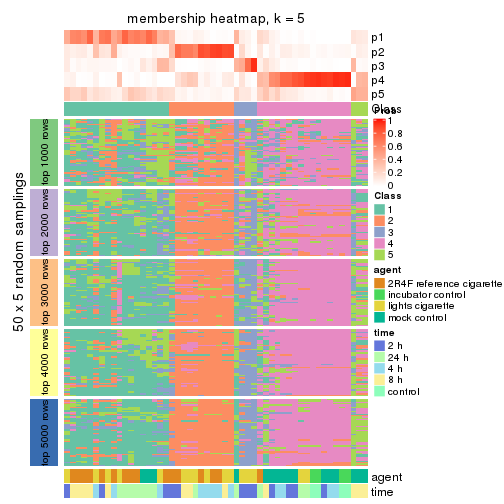 membership heatmap, k = 5
p1
p2
p3
p4
p5
Class
Prob
1
0.8
0.6
0.4
0.2
0
Class
1
2
3
4
5
agent
2R4F reference cigarette
incubator control
lights cigarette
mock control
time
2 h
24 h
4 h
8 h
control
50 x 5 random samplings
top 1000 rows
top 2000 rows
top 3000 rows
top 4000 rows
top 5000 rows
agent
time